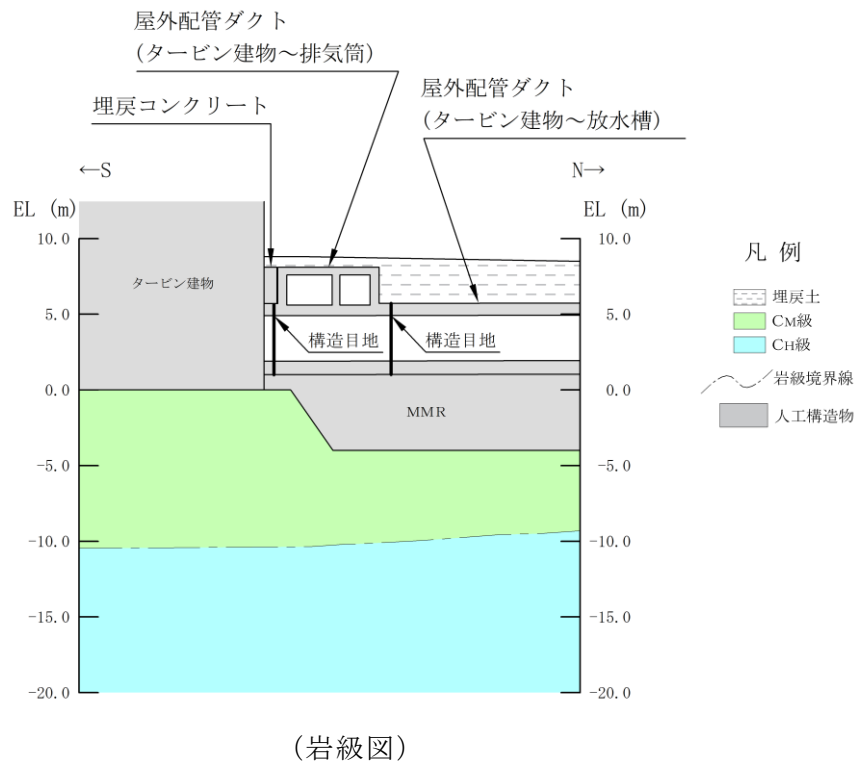 屋外配管ダクト
(タービン建物～排気筒)
屋外配管ダクト
(タービン建物～放水槽)
埋戻コンクリート
←S
N→
EL (m)
EL (m)
10.0
10.0
凡 例
タービン建物
埋戻土
5.0
5.0
CM級
構造目地
構造目地
CH級
0.0
0.0
岩級境界線
MMR
人工構造物
-5.0
-5.0
-10.0
-10.0
-15.0
-15.0
-20.0
-20.0
(岩級図)